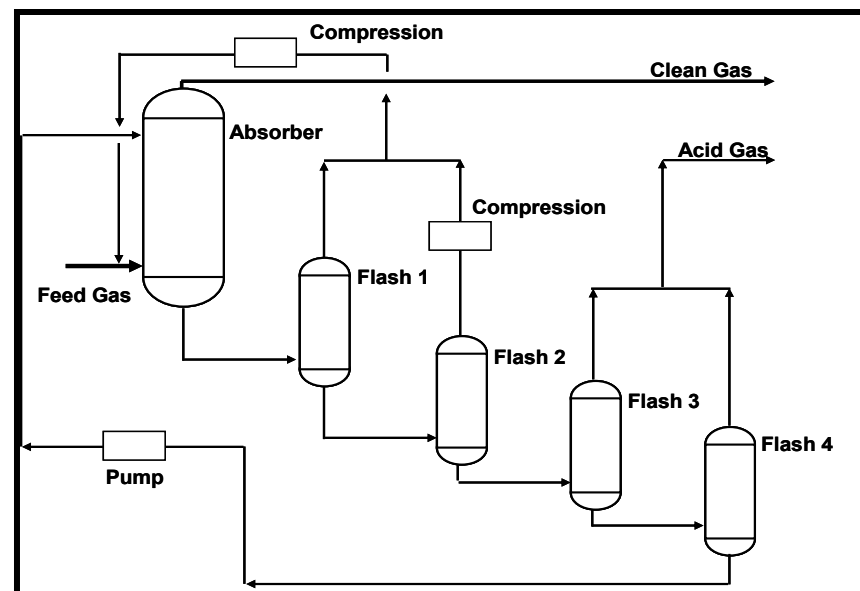 Compression
Clean Gas
Absorber
Acid Gas
Compression
Flash 1
Feed Gas
Flash 2
Flash 3
Flash 4
Pump